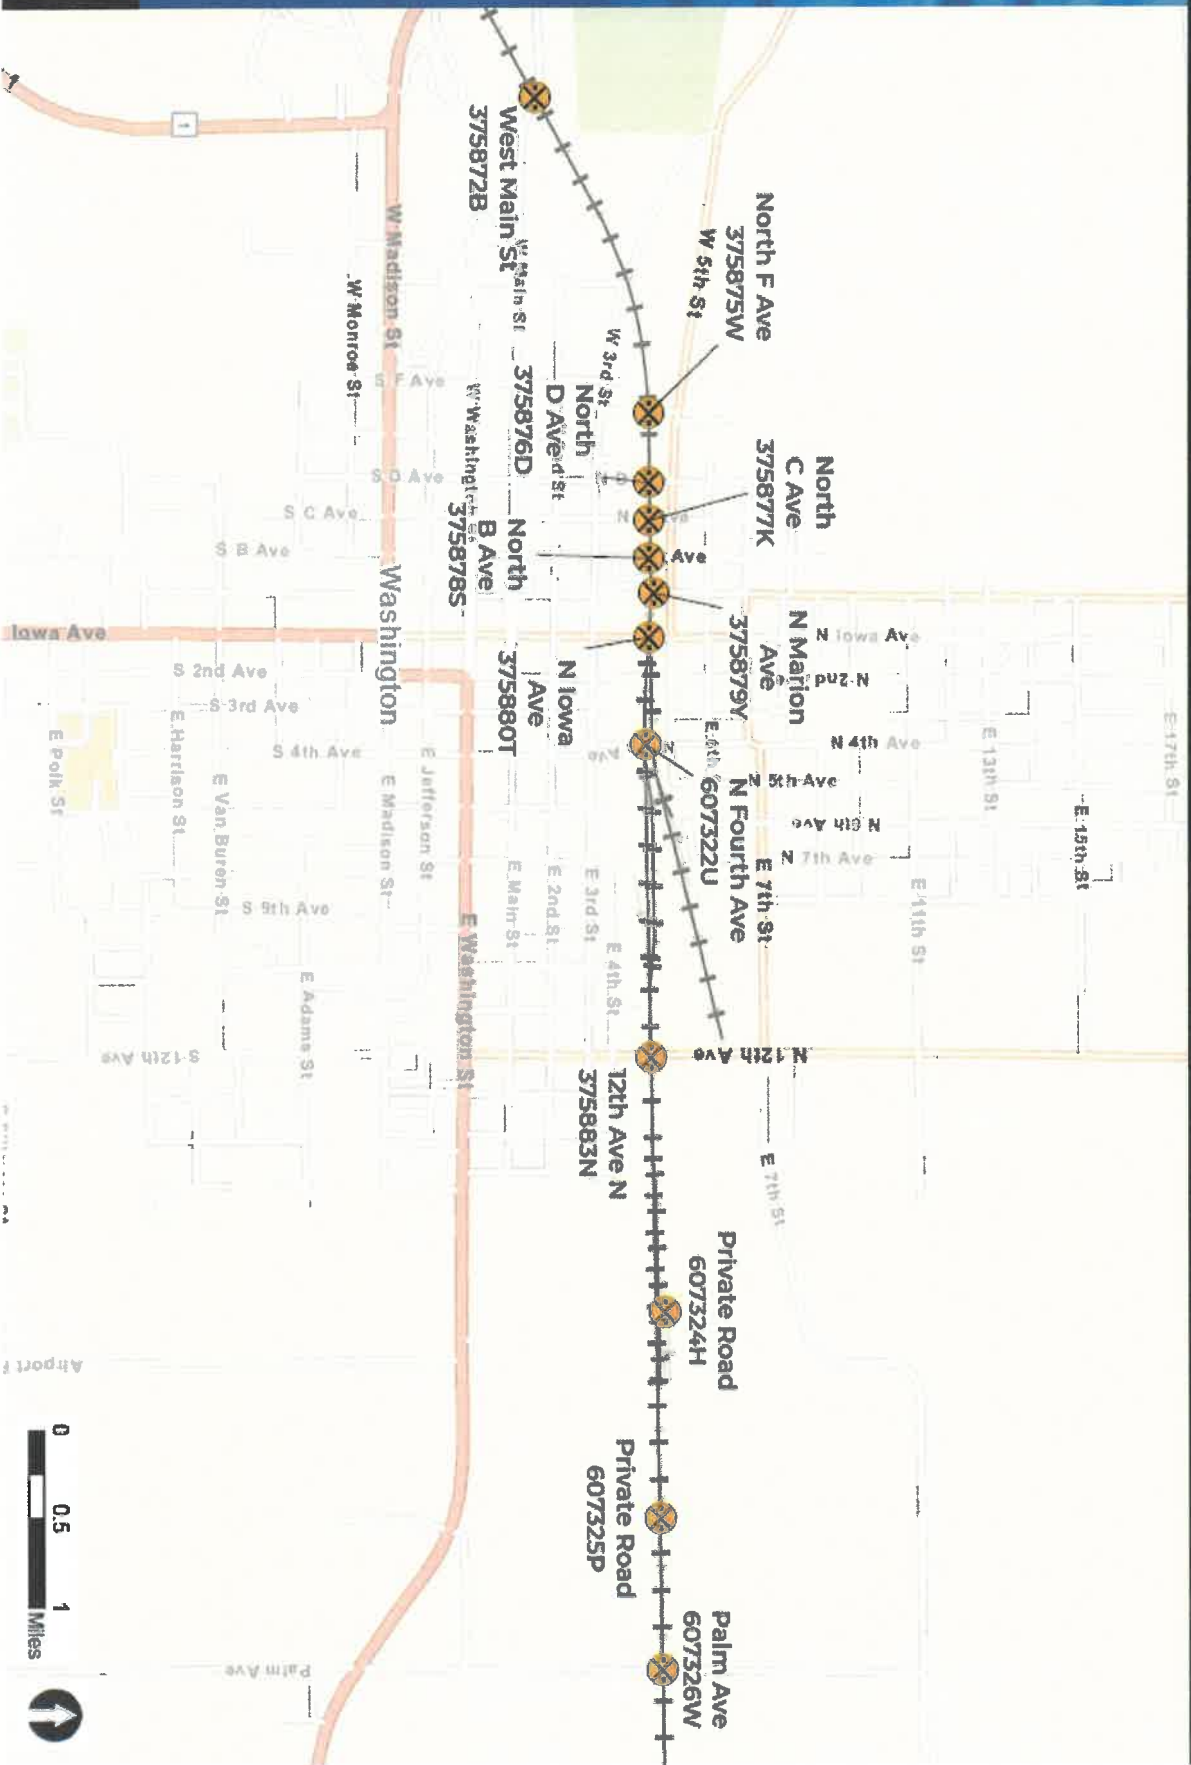 North F Ave
375875W
W 5th St
North
C Ave
375877K
N Marion
Ave
375879Y
N Iowa Ave
N 2nd
N 4th Ave
N 5th Ave
N 6th Ave
N 7th Ave
E 11th St
E 13th St
E 15th St
E 17th St
Ave
E 6th
N Fourth Ave
607322U
E 7th St
N 12th Ave
E 7th St
Private Road
607324H
Palm Ave
607326W
West Main St
375872B
W Main St
W 3rd St
North
D Ave
375876D
d St
W Washington
North
B Ave
375878S
N Iowa
Ave
375880T
Ave
E Main St
E 2nd St
E 3rd St
E 4th St
12th Ave N
375883N
Private Road
607325P
W Madison St
W Monroe St
S F Ave
S D Ave
S C Ave
S B Ave
Washington
Iowa Ave
S 2nd Ave
S 3rd Ave
S 4th Ave
E Jefferson St
E Madison St
E Van Buren St
E Harrison St
E Polk St
S 9th Ave
E Washington St
E Adams St
S 12th Ave
Airport
Palm Ave
1
0 0.5 1
Miles